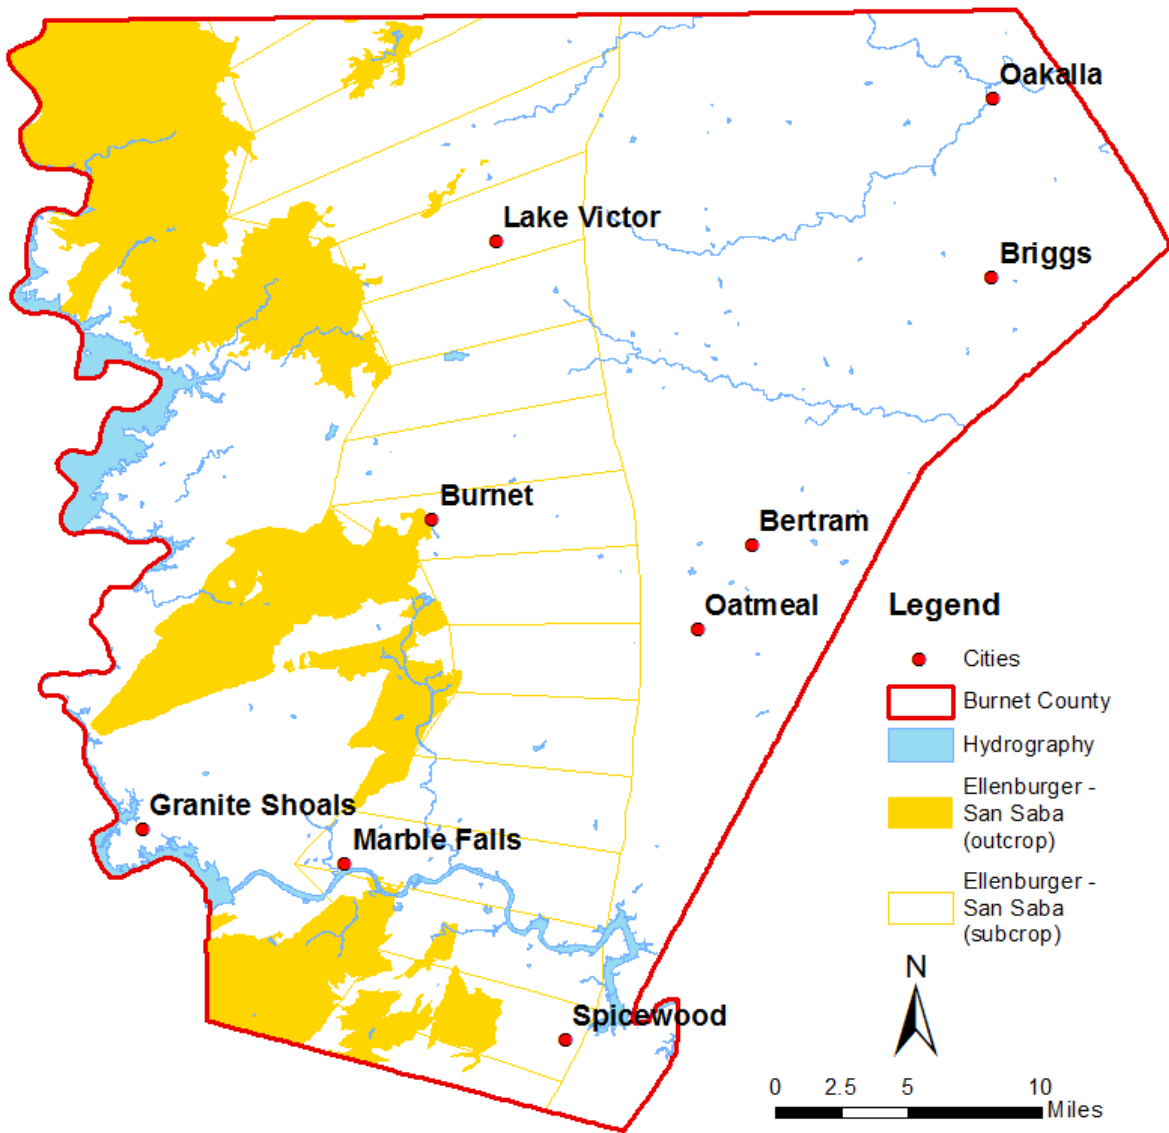 Oakalla
Lake Victor
Briggs
Burnet
Bertram
Oatmeal
Legend
Cities
Burnet County
Hydrography
Ellenburger -
San Saba
(outcrop)
Ellenburger -
San Saba
(subcrop)
Granite Shoals
Marble Falls
Spicewood
N
0 2.5 5 10
Miles